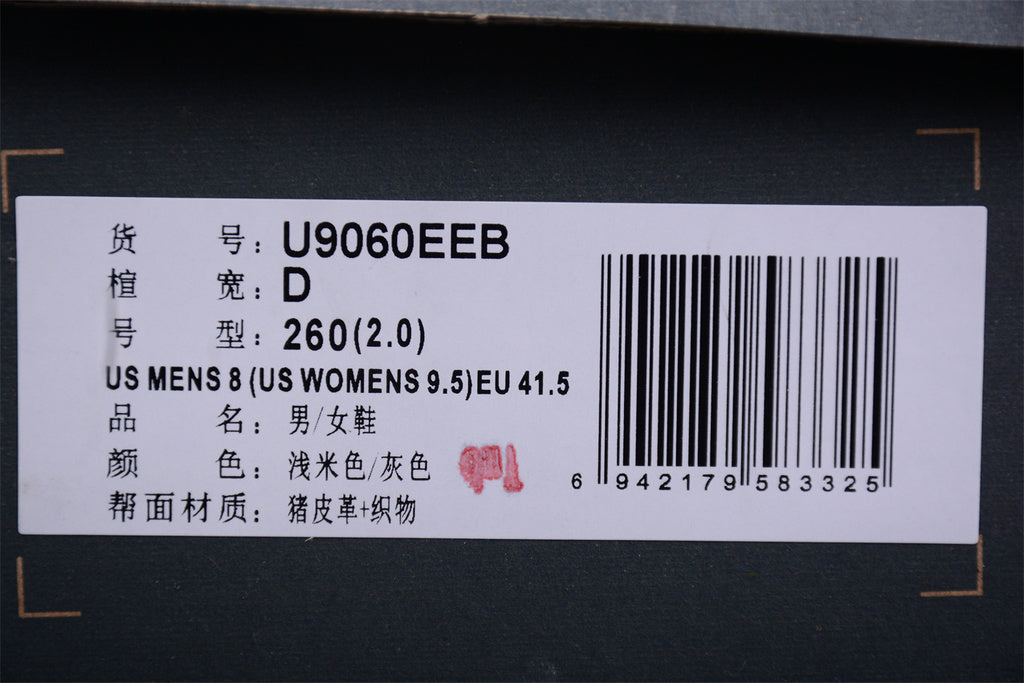 货 号：U9060EEB
楦 宽：D
号 型：260(2.0)
US MENS 8 (US WOMENS 9.5)EU 41.5
品 名：男/女鞋
颜 色：浅米色/灰色
帮面材质：猪皮革+织物
6 942179 583325